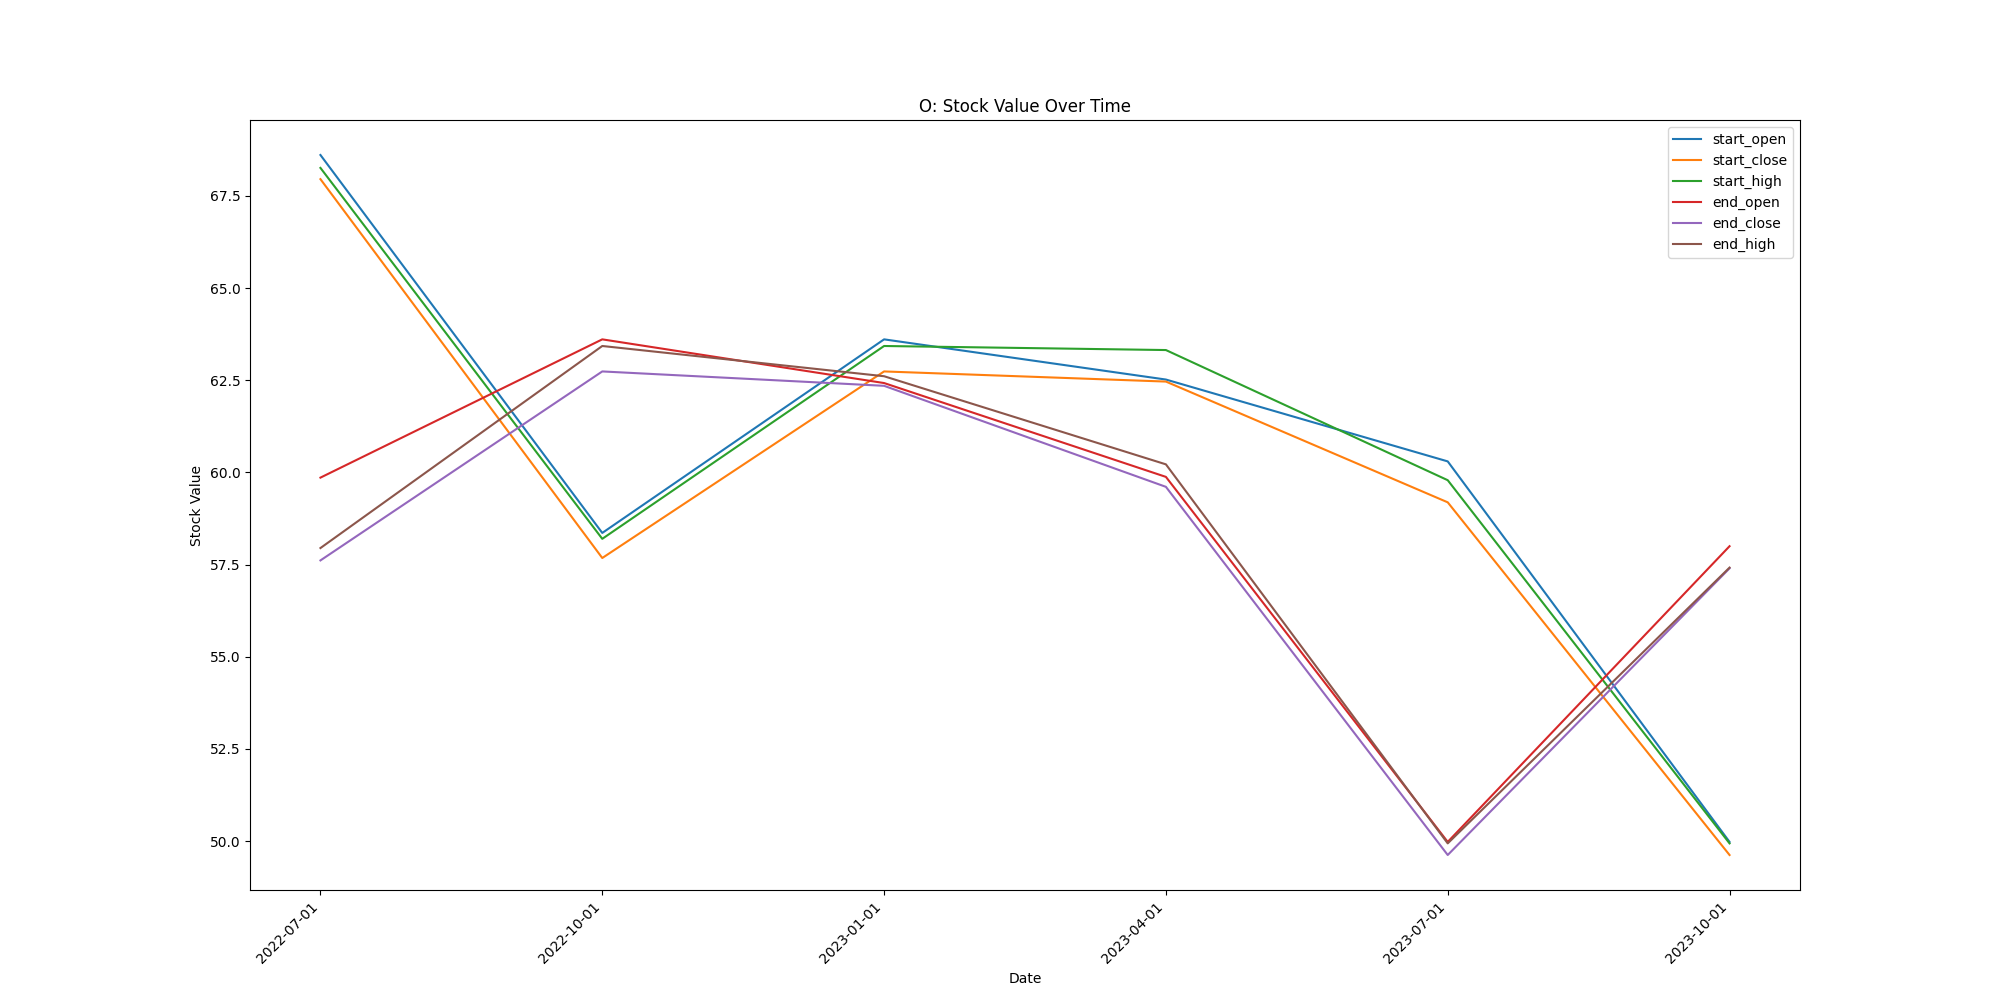 O: Stock Value Over Time
start_open
start_close
start_high
end_open
end_close
end_high
Stock Value
67.5
65.0
62.5
60.0
57.5
55.0
52.5
50.0
2022-07-01
2022-10-01
2023-01-01
2023-04-01
2023-07-01
2023-10-01
Date